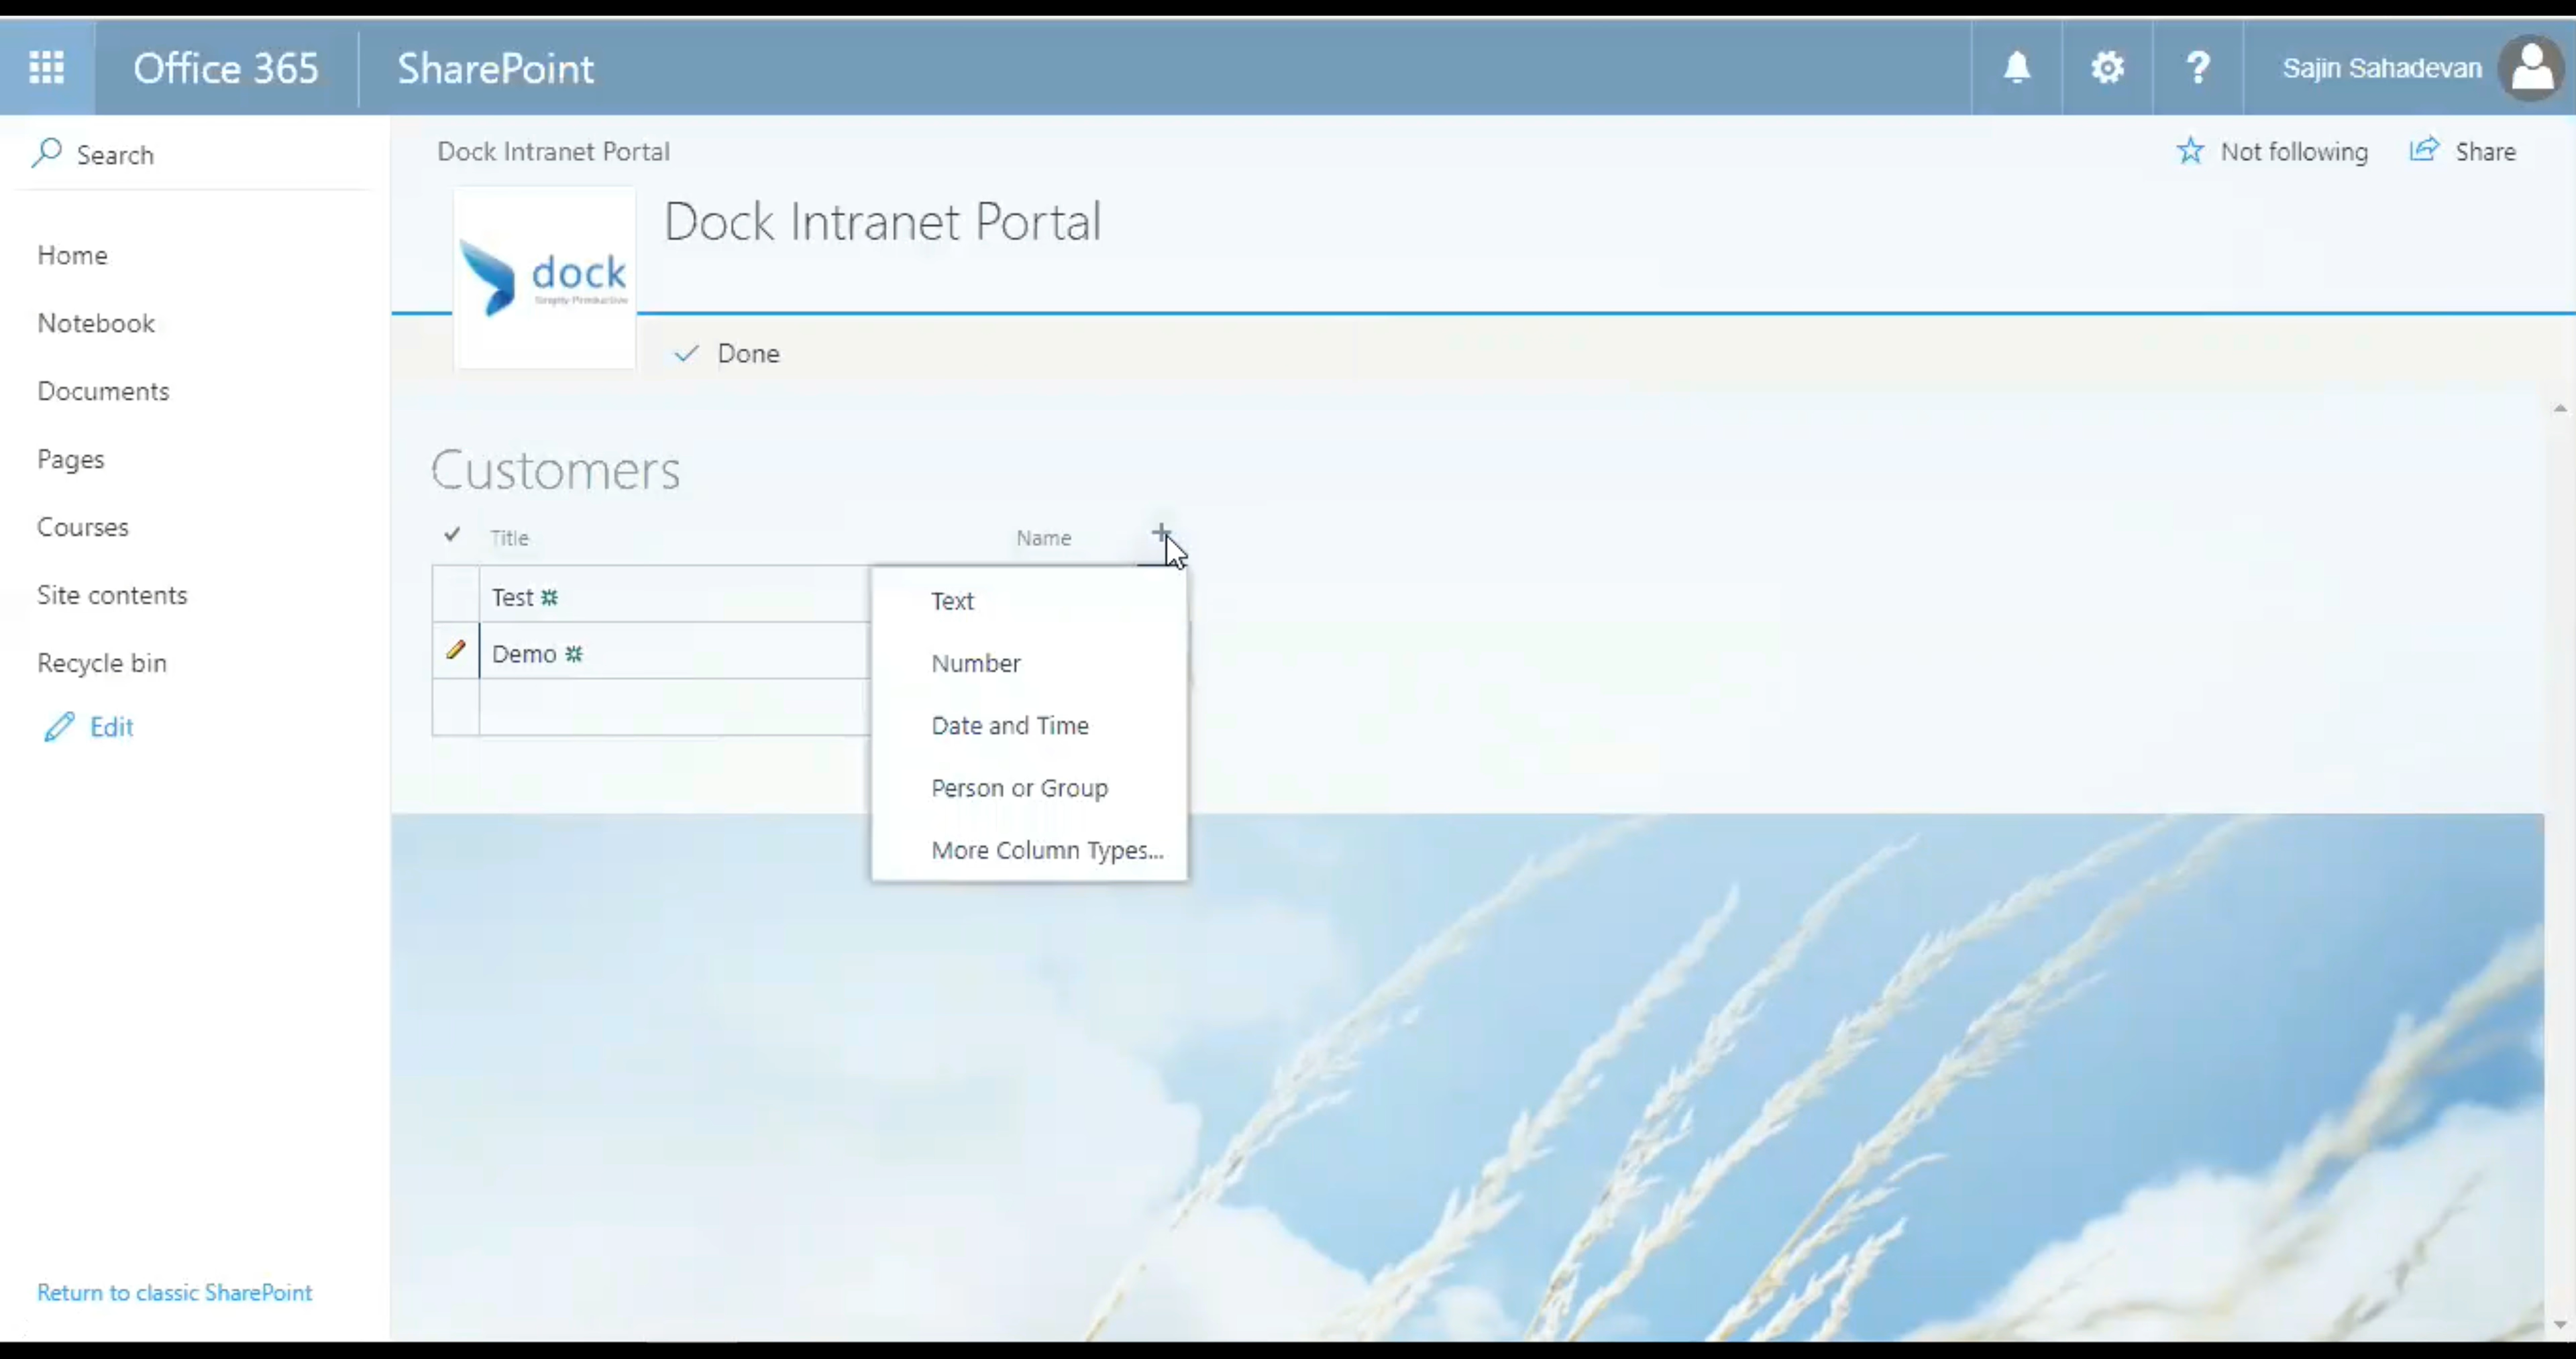 Office 365
SharePoint
Sajin Sahadevan
Search
Dock Intranet Portal
Not following
Share
Dock Intranet Portal
dock
Simply Productive
Home
Notebook
Documents
Pages
Courses
Site contents
Recycle bin
Edit
Done
Customers
Title
Name
Test
Demo
Text
Number
Date and Time
Person or Group
More Column Types...
Return to classic SharePoint